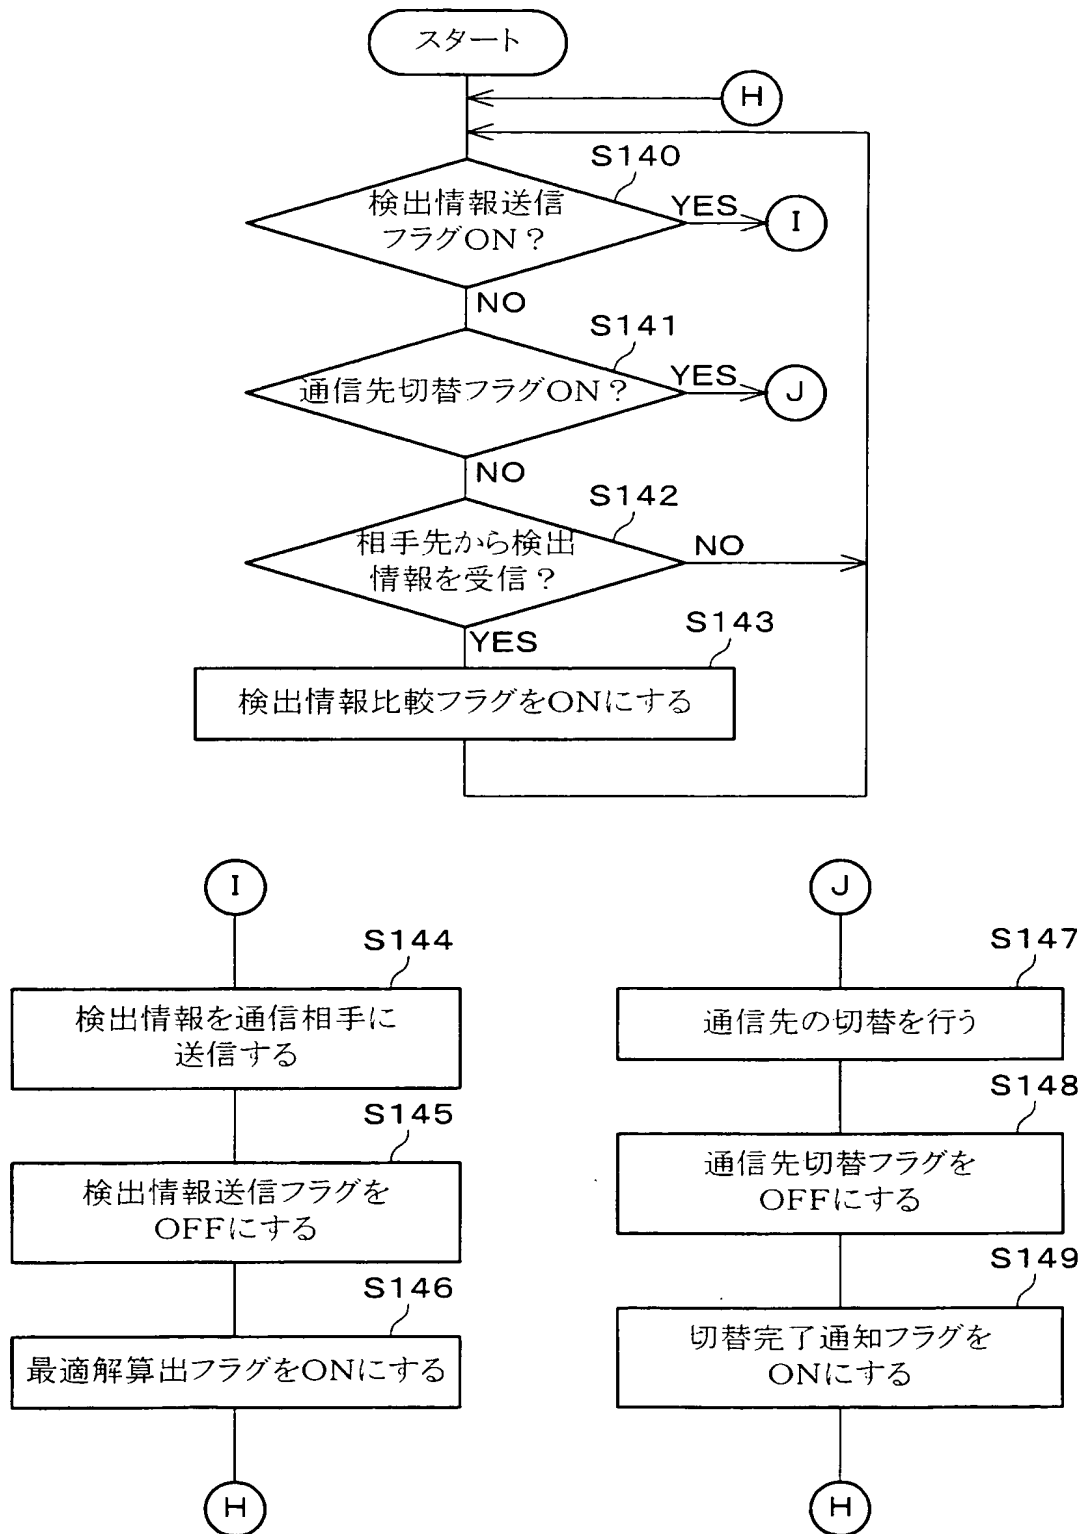 スタート
H
S140
検出情報送信
フラグON?
YES
I
NO
S141
通信先切替フラグON?
YES
J
NO
S142
相手先から検出
情報を受信?
NO
YES
S143
検出情報比較フラグをONにする
I
S144
検出情報を通信相手に
送信する
S145
検出情報送信フラグを
OFFにする
S146
最適解算出フラグをONにする
H
J
S147
通信先の切替を行う
S148
通信先切替フラグを
OFFにする
S149
切替完了通知フラグを
ONにする
H